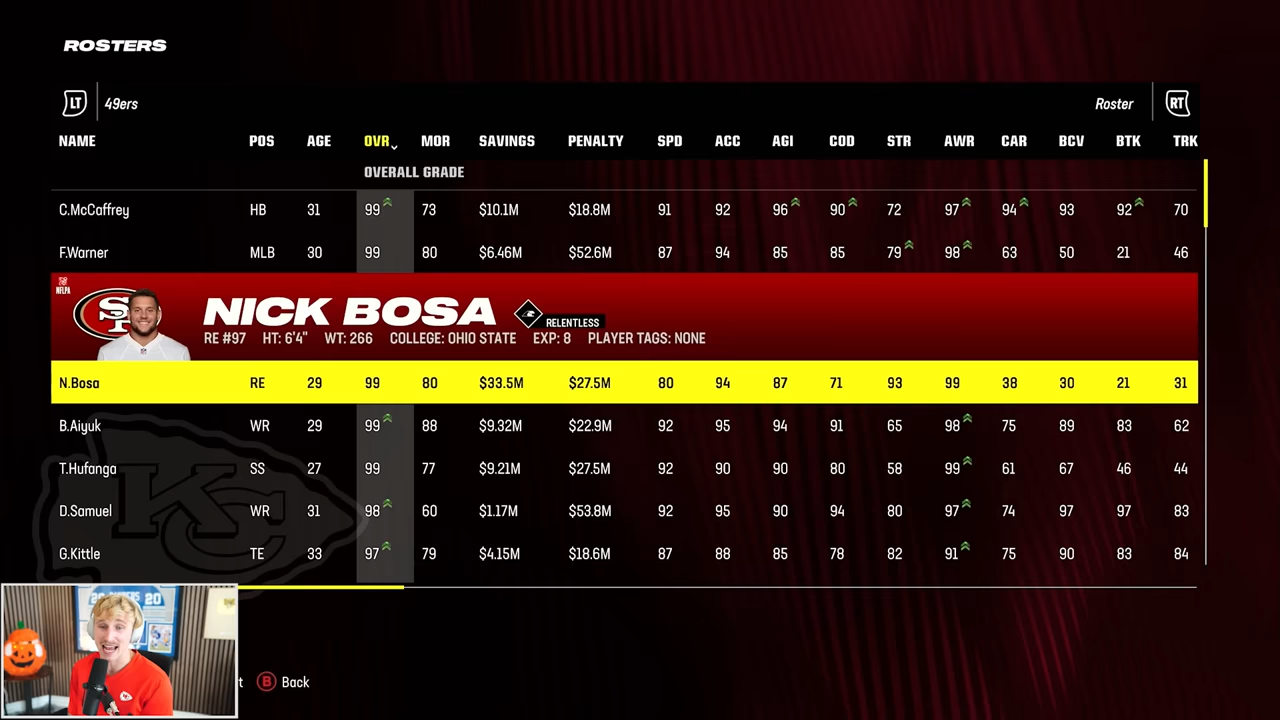 ROSTERS
LT 49ers Roster RT
NAME POS AGE OVR MOR SAVINGS PENALTY SPD ACC AGI COD STR AWR CAR BCV BTK TRK
OVERALL GRADE
C.McCaffrey HB 31 99 73 $10.1M $18.8M 91 92 96 90 72 97 94 93 92 70
F.Warner MLB 30 99 80 $6.46M $52.6M 87 94 85 85 79 98 63 50 21 46
NFLPA
SF
NICK BOSA RELENTLESS
RE #97 HT: 6'4" WT: 266 COLLEGE: OHIO STATE EXP: 8 PLAYER TAGS: NONE
N.Bosa RE 29 99 80 $33.5M $27.5M 80 94 87 71 93 99 38 30 21 31
B.Aiyuk WR 29 99 88 $9.32M $22.9M 92 95 94 91 65 98 75 89 83 62
T.Hufanga SS 27 99 77 $9.21M $27.5M 92 90 90 80 58 99 61 67 46 44
D.Samuel WR 31 98 60 $1.17M $53.8M 92 95 90 94 80 97 74 97 97 83
G.Kittle TE 33 97 79 $4.15M $18.6M 87 88 85 78 82 91 75 90 83 84
KC
20 20
t B Back